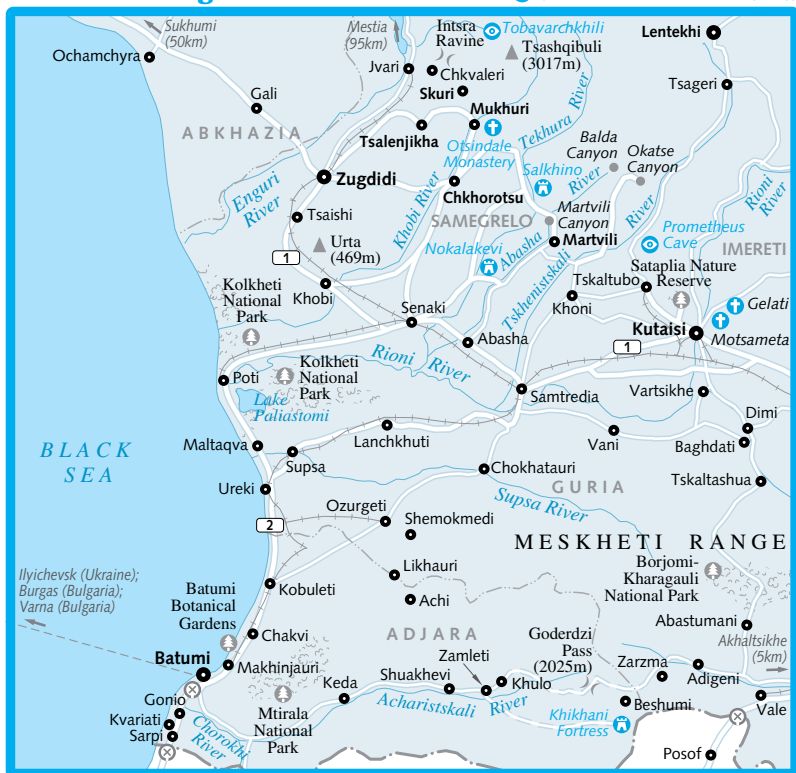 Sukhumi
(50km)
Mestia
(95km)
Intsra
Ravine
Tobavarchkhili
Tsashqibuli
(3017m)
Lentekhi
Ochamchyra
Jvari
Chkvaleri
Tsageri
Skuri
Gali
Mukhuri
ABKHAZIA
Tsalenjikha
Otsindale
Monastery
Tekhura
River
Balda
Canyon
Okatse
Canyon
Salkhino
River
Zugdidi
Enguri
River
Khobi River
Chkhorotsu
Rioni
River
Martvili
Canyon
River
Tsaishi
SAMEGRELO
Prometheus
Cave
Urta
(469m)
Nokalakevi
Abasha
Martvili
IMERETI
1
Tskhenistskali
Tskaltubo
Sataplia Nature
Reserve
Kolkheti
National
Park
Khobi
Khoni
Gelati
Senaki
Kutaisi
Motsameta
Abasha
1
Rioni River
Kolkheti
National
Park
Poti
Samtredia
Vartsikhe
Lake
Paliastomi
Dimi
BLACK
SEA
Maltaqva
Lanchkhuti
Vani
Baghdati
Supsa
Chokhatauri
Tskaltashua
Ureki
GURIA
Supsa River
Ozurgeti
2
Shemokmedi
MESKHETI RANGE
Ilyichevsk (Ukraine);
Burgas (Bulgaria);
Varna (Bulgaria)
Batumi
Botanical
Gardens
Kobuleti
Likhauri
Borjomi-
Kharagauli
National Park
Achi
Abastumani
Chakvi
ADJARA
Goderdzi
Pass
(2025m)
Akhaltsikhe
(5km)
Batumi
Makhinjauri
Zamleti
Zarzma
Shuakhevi
Khulo
Adigeni
Keda
Gonio
Mtirala
National
Park
Acharistskali
River
Beshumi
Vale
Kvariati
Khikhani
Fortress
Sarpi
Chorokhi
River
Posof